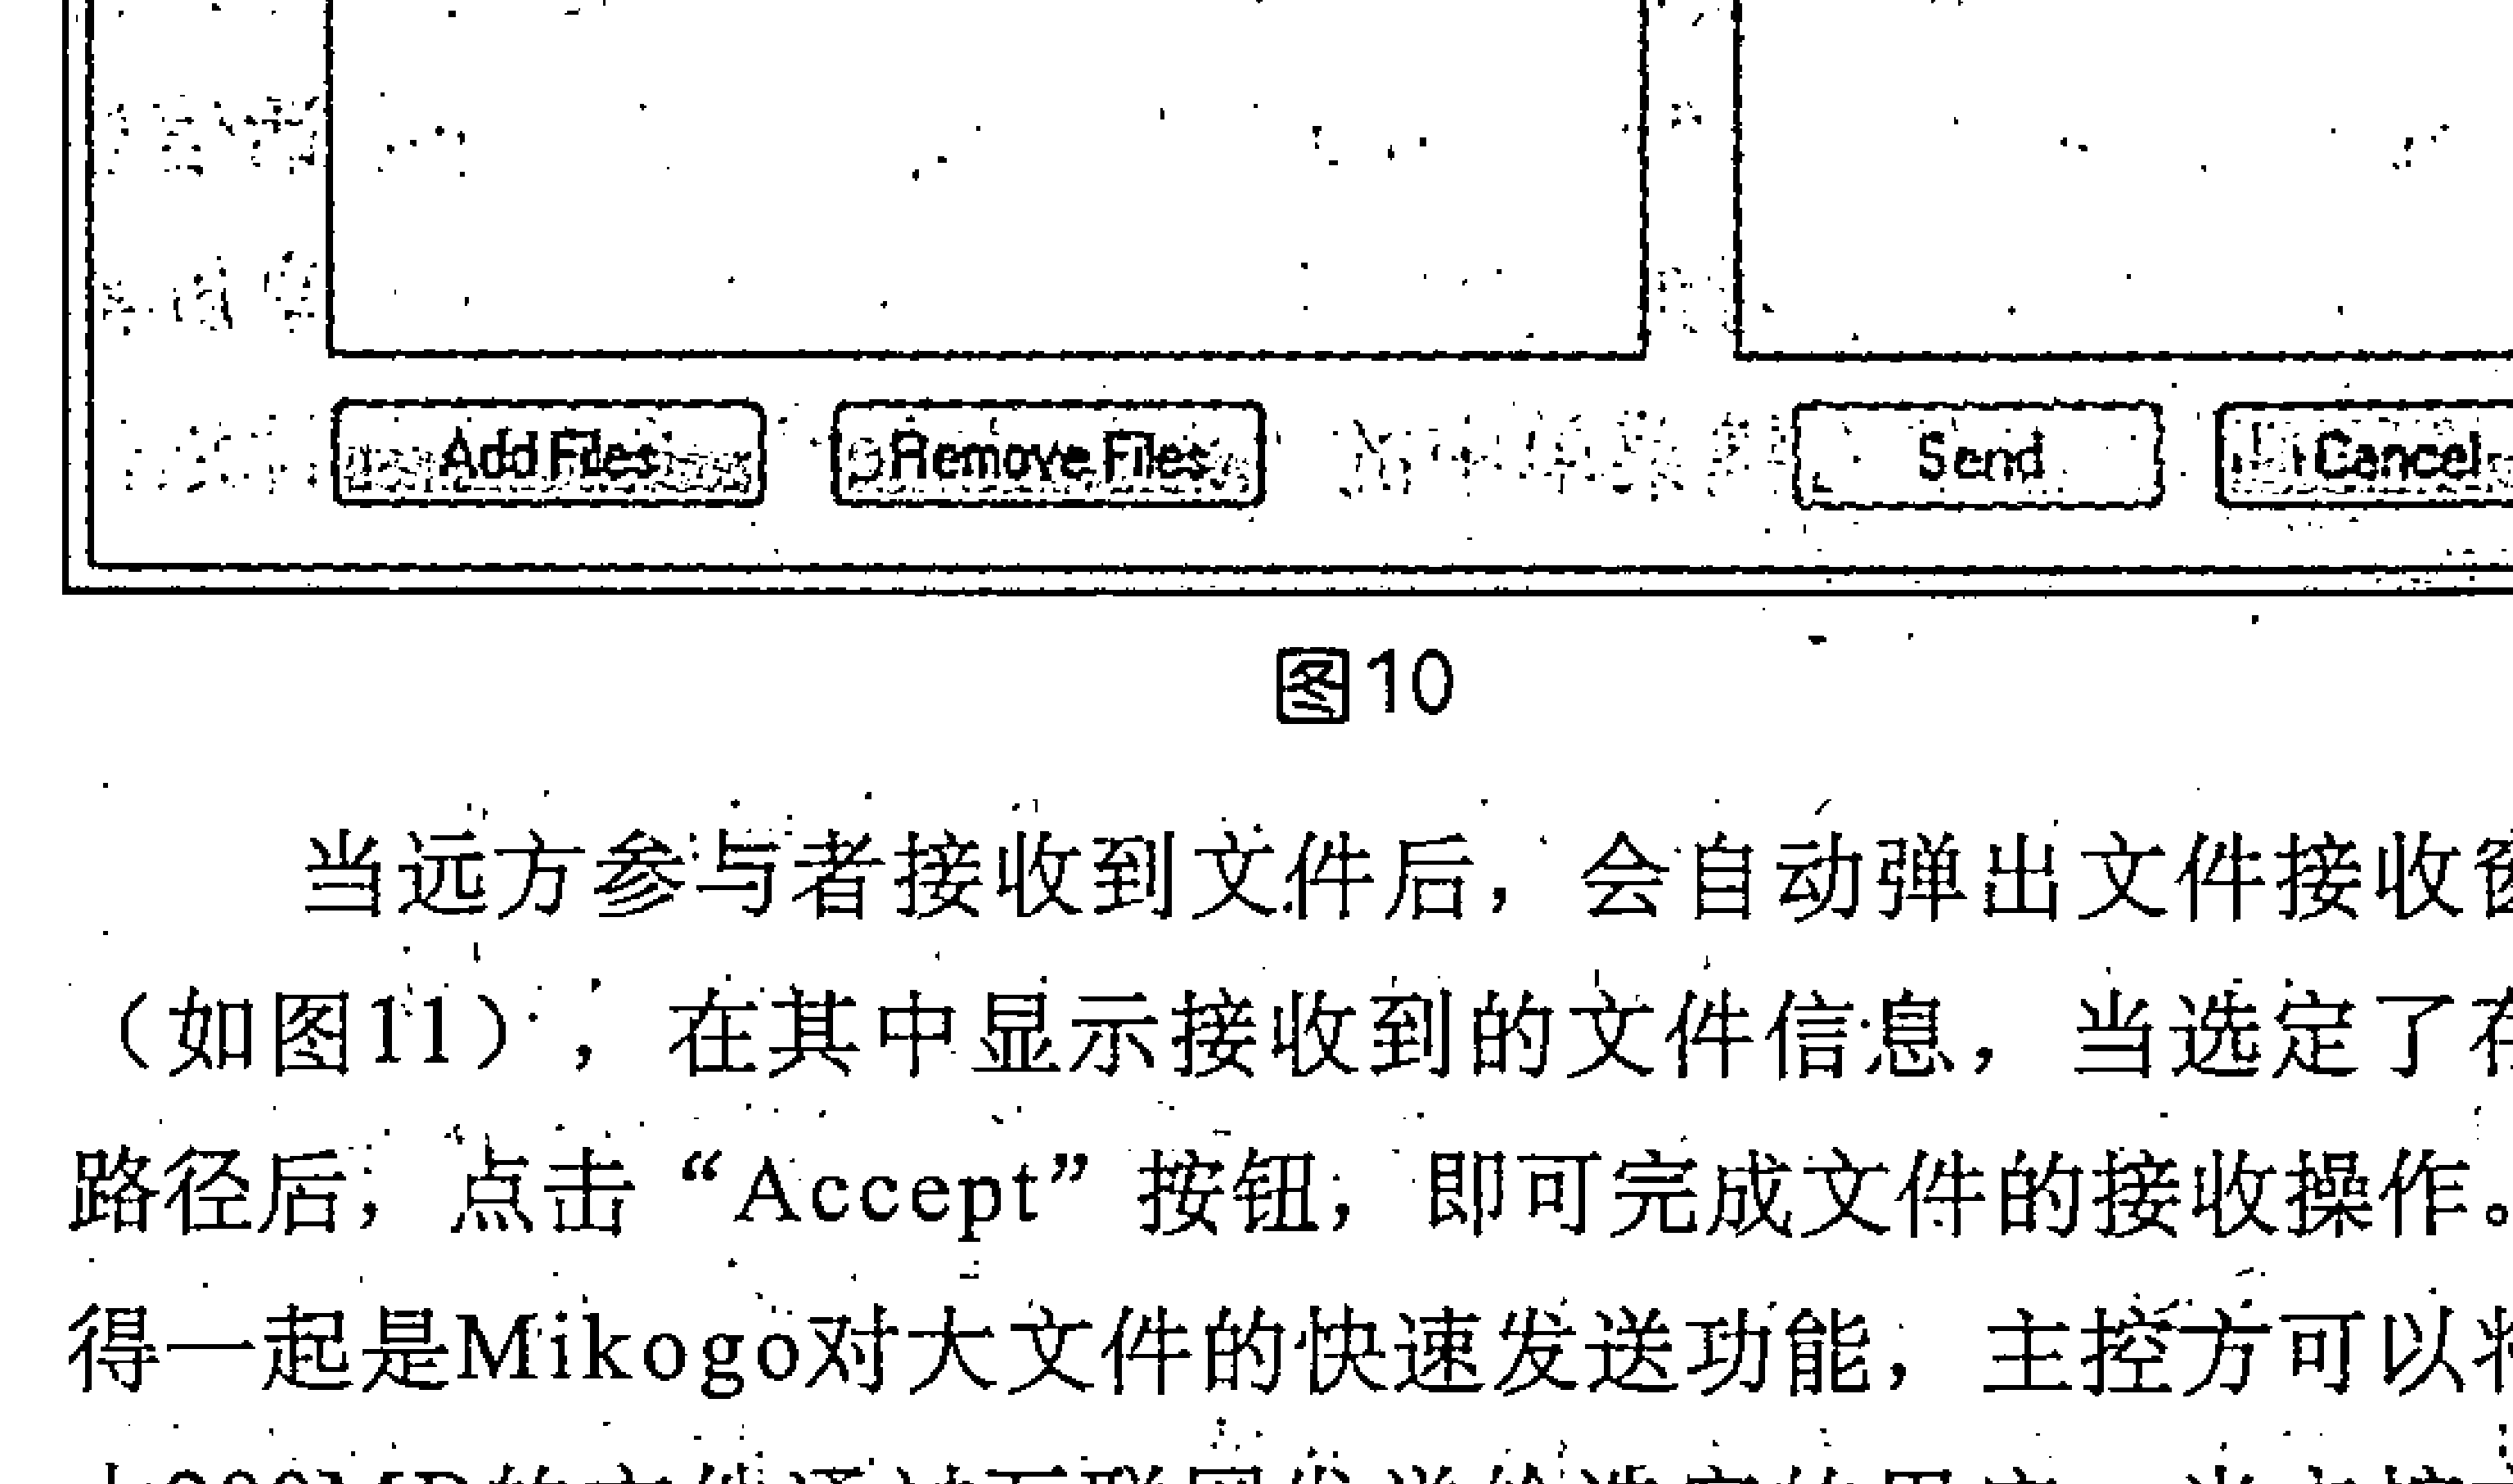 Add Files Remove Files Send Cancel
图10
当远方参与者接收到文件后，会自动弹出文件接收
（如图11），在其中显示接收到的文件信息，当选定了
路径后，点击“Accept”按钮，即可完成文件的接收操作。
得一起是Mikogo对大文件的快速发送功能，主控方可以